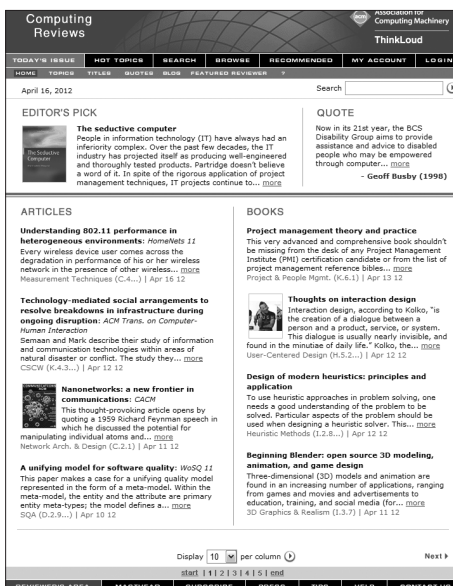 Computing
Reviews
acm
Association for
Computing Machinery
ThinkLoud
TODAY'S ISSUE HOT TOPICS SEARCH BROWSE RECOMMENDED MY ACCOUNT LOGIN
HOME TOPICS TITLES QUOTES BLOG FEATURED REVIEWER ?
April 16, 2012
Search
EDITOR'S PICK
The Seductive
Computer
The seductive computer
People in information technology (IT) have always had an
inferiority complex. Over the past few decades, the IT
industry has projected itself as producing well-engineered
and thoroughly tested products. Partridge doesn't believe
a word of it. In spite of the rigorous application of project
management techniques, IT projects continue to... more
QUOTE
Now in its 21st year, the BCS
Disability Group aims to provide
assistance and advice to disabled
people who may be empowered
through computer... more
- Geoff Busby (1998)
ARTICLES
Understanding 802.11 performance in
heterogeneous environments: HomeNets 11
Every wireless device user comes across the
degradation in performance of his or her wireless
network in the presence of other wireless... more
Measurement Techniques (C.4...) | Apr 16 12
Technology-mediated social arrangements to
resolve breakdowns in infrastructure during
ongoing disruption: ACM Trans. on Computer-
Human Interaction
Semaan and Mark describe their study of information
and communication technologies within areas of
natural disaster or conflict. The study they... more
CSCW (K.4.3...) | Apr 12 12
Nanonetworks: a new frontier in
communications: CACM
This thought-provoking article opens by
quoting a 1959 Richard Feynman speech in
which he discussed the potential for
manipulating individual atoms and... more
Network Arch. & Design (C.2.1) | Apr 11 12
A unifying model for software quality: WoSQ 11
This paper makes a case for a unifying quality model
represented in the form of a meta-model. Within the
meta-model, the entity and the attribute are primary
entity meta-types; the model defines a... more
SQA (D.2.9...) | Apr 10 12
BOOKS
Project management theory and practice
This very advanced and comprehensive book shouldn't
be missing from the desk of any Project Management
Institute (PMI) certification candidate or from the list of
project management reference bibles... more
Project & People Mgmt. (K.6.1) | Apr 13 12
Thoughts on interaction design
Interaction design, according to Kolko, "is
the creation of a dialogue between a
person and a product, service, or system.
This dialogue is usually nearly invisible, and
found in the minutiae of daily life." Kolko, the... more
User-Centered Design (H.5.2...) | Apr 12 12
Design of modern heuristics: principles and
application
To use heuristic approaches in problem solving, one
needs a good understanding of the problem to be
solved. Particular aspects of the problem should be
used when designing a heuristic solver. This... more
Heuristic Methods (I.2.8...) | Apr 12 12
Beginning Blender: open source 3D modeling,
animation, and game design
Three-dimensional (3D) models and animation are
found in an increasing number of applications, ranging
from games and movies and advertisements to
education, training, and social media (for... more
3D Graphics & Realism (I.3.7) | Apr 11 12
Display 10 per column
Next
start | 1 | 2 | 3 | 4 | 5 | end
REVIEWER'S AREA MASTHEAD SUBSCRIBE PRESS TIPS HELP CONTACT US